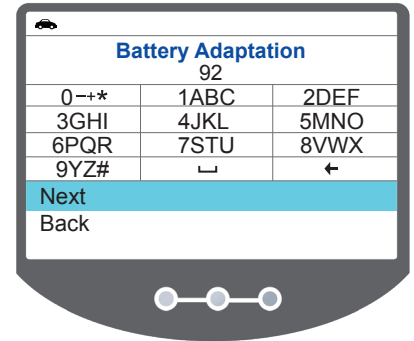 Battery Adaptation
92
0-+* 1ABC 2DEF
3GHI 4JKL 5MNO
6PQR 7STU 8VWX
9YZ# ⎵ ←
Next
Back